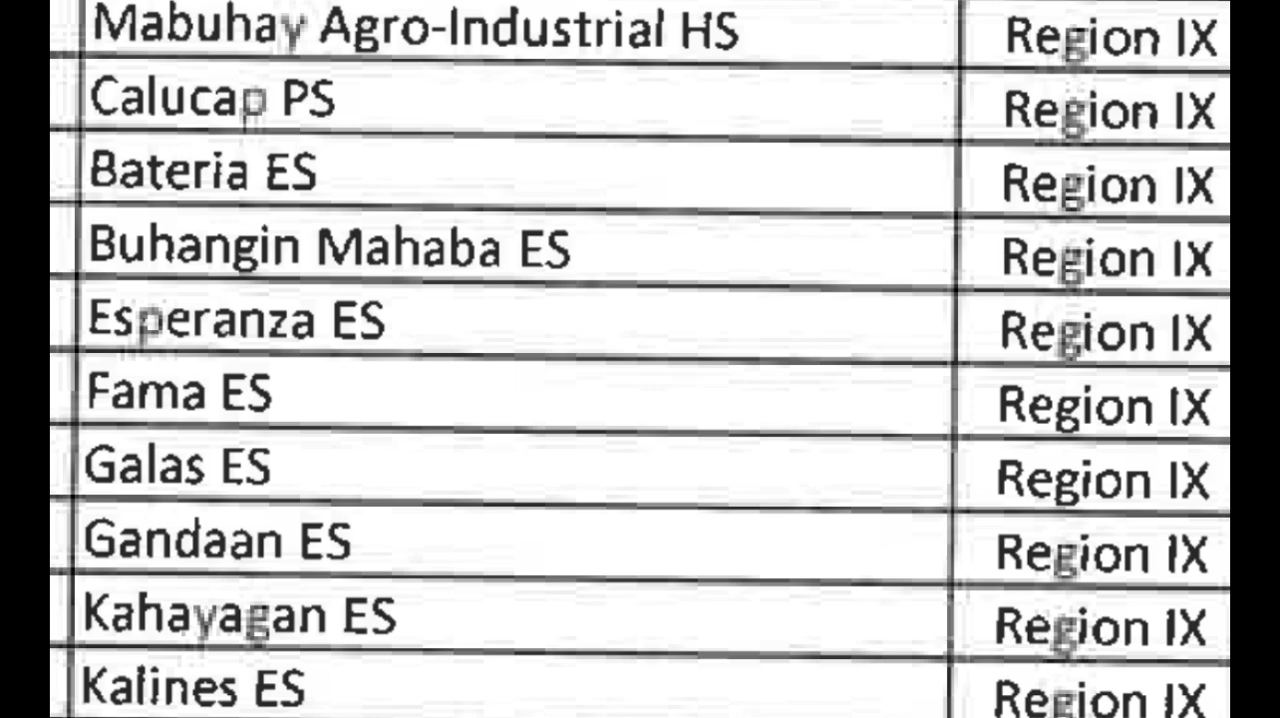 Mabuhay Agro-Industrial HS Region IX
Calucap PS Region IX
Bateria ES Region IX
Buhangin Mahaba ES Region IX
Esperanza ES Region IX
Fama ES Region IX
Galas ES Region IX
Gandaan ES Region IX
Kahayagan ES Region IX
Kalines ES Region IX